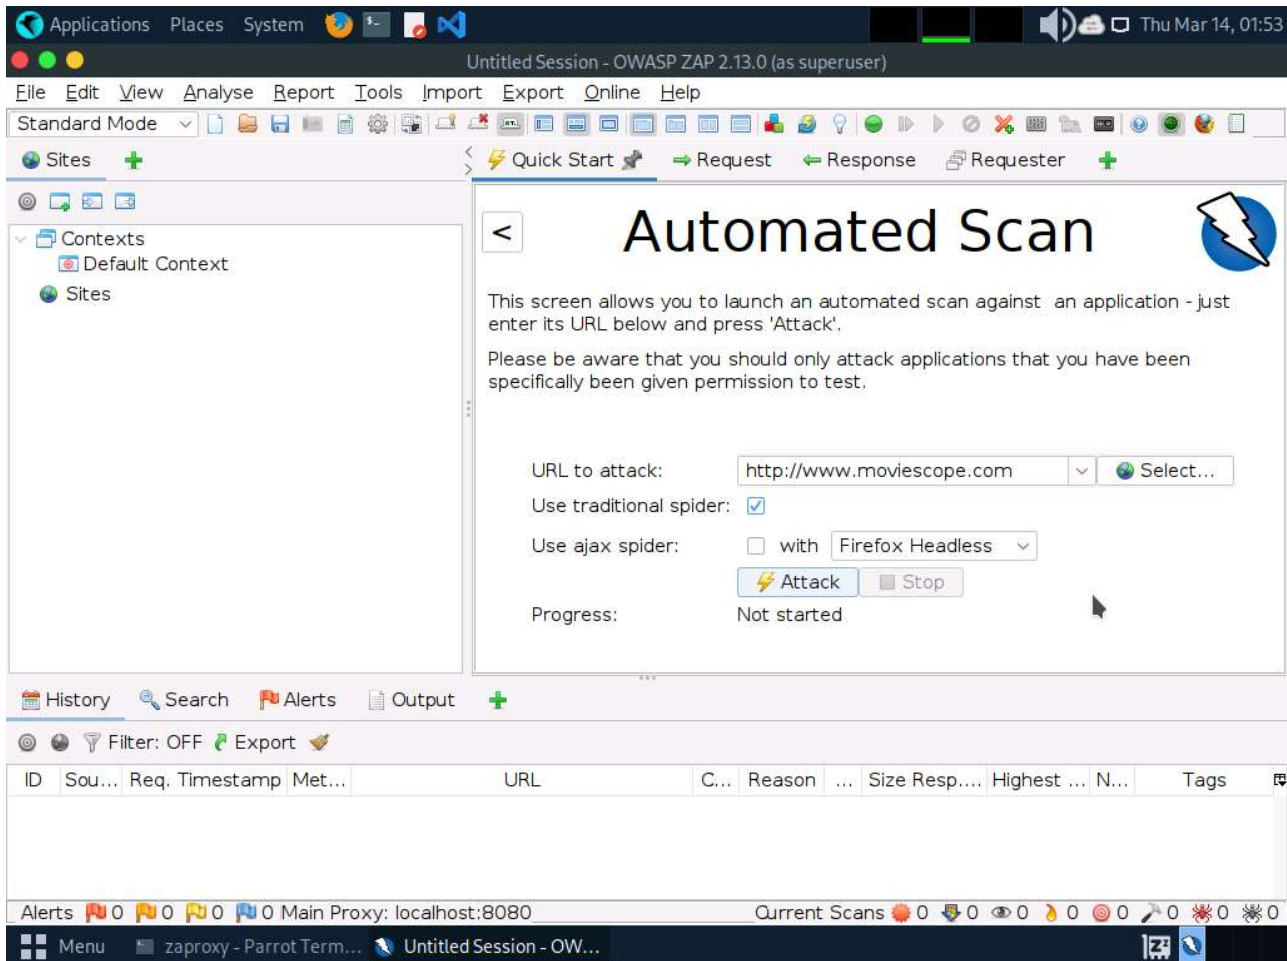 Applications Places System
Thu Mar 14, 01:53
Untitled Session - OWASP ZAP 2.13.0 (as superuser)
File Edit View Analyse Report Tools Import Export Online Help
Standard Mode
Sites
Quick Start Request Response Requester
Contexts
Default Context
Sites
<
Automated Scan
This screen allows you to launch an automated scan against an application - just
enter its URL below and press 'Attack'.
Please be aware that you should only attack applications that you have been
specifically been given permission to test.
URL to attack: http://www.moviescope.com Select...
Use traditional spider:
Use ajax spider: with Firefox Headless
Attack Stop
Progress: Not started
History Search Alerts Output
Filter: OFF Export
ID Sou... Req. Timestamp Met... URL C... Reason ... Size Resp.... Highest ... N... Tags
Alerts 0 0 0 0 Main Proxy: localhost:8080 Current Scans 0 0 0 0 0 0 0 0
Menu zaproxy - Parrot Term... Untitled Session - OW...